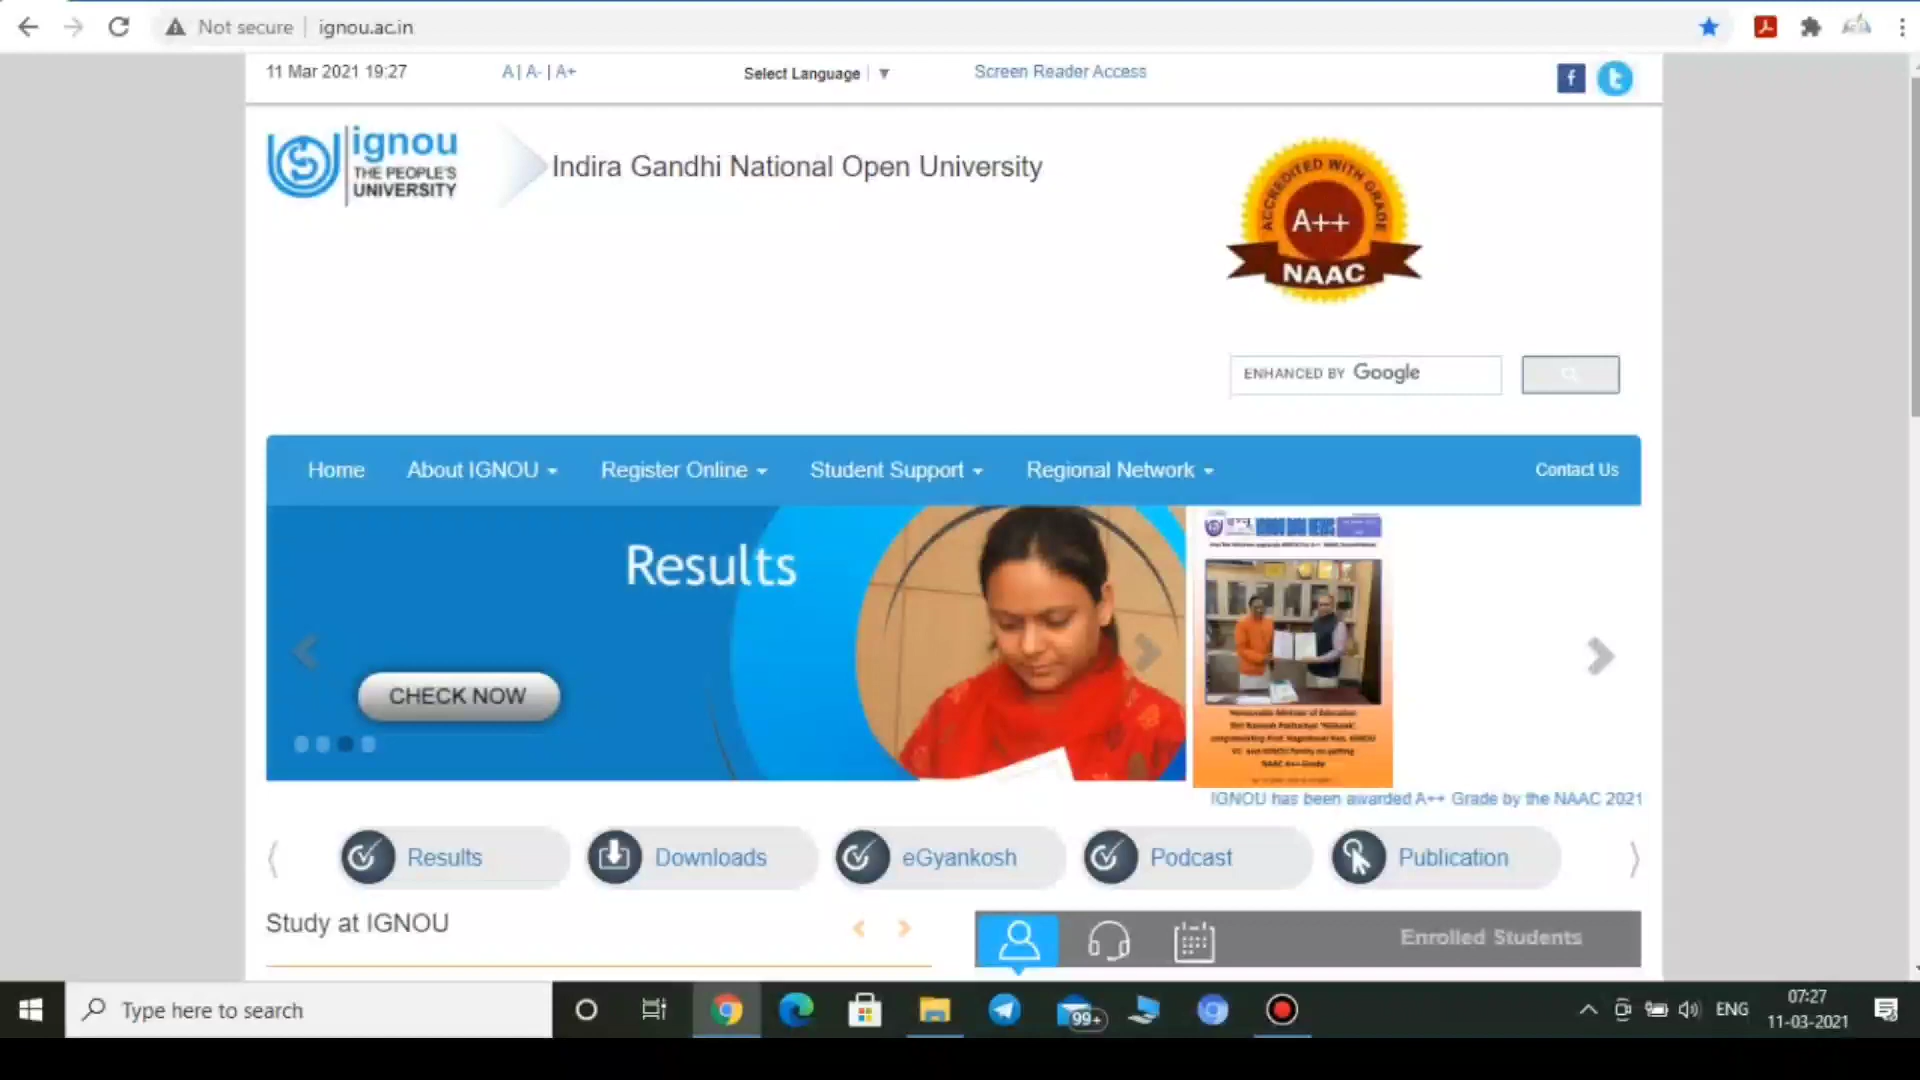 Not secure | ignou.ac.in
11 Mar 2021 19:27
A | A- | A+
Select Language ▼
Screen Reader Access
ignou
THE PEOPLE'S
UNIVERSITY
Indira Gandhi National Open University
ACCREDITED WITH GRADE
A++
NAAC
ENHANCED BY Google
Home
About IGNOU
Register Online
Student Support
Regional Network
Contact Us
Results
CHECK NOW
NAAC A++ Grade
IGNOU has been awarded A++ Grade by the NAAC 2021
Results
Downloads
eGyankosh
Podcast
Publication
Study at IGNOU
Enrolled Students
Type here to search
99+
ENG
07:27
11-03-2021